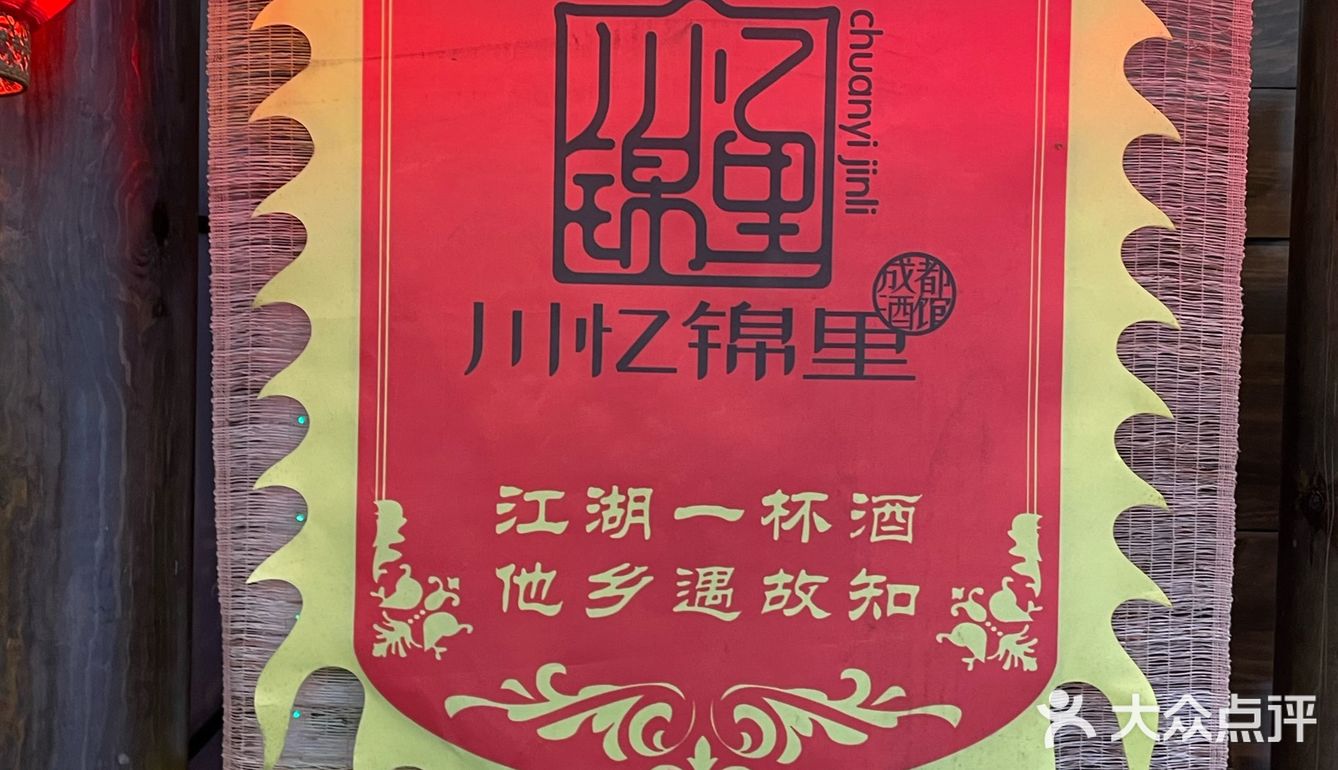 川忆
锦里
chuanyi jinli
成都
酒馆
川忆锦里
江湖一杯酒
他乡遇故知
大众点评